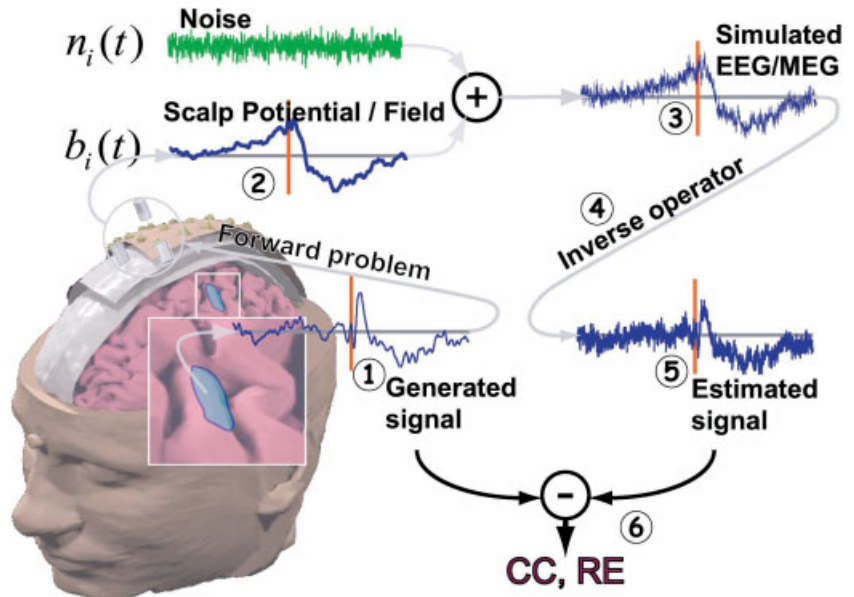 Noise
nᵢ(t)
Simulated
EEG/MEG
+
Scalp Potential / Field
bᵢ(t)
②
③
④
Inverse operator
Forward problem
①
Generated
signal
⑤
Estimated
signal
-
⑥
CC, RE